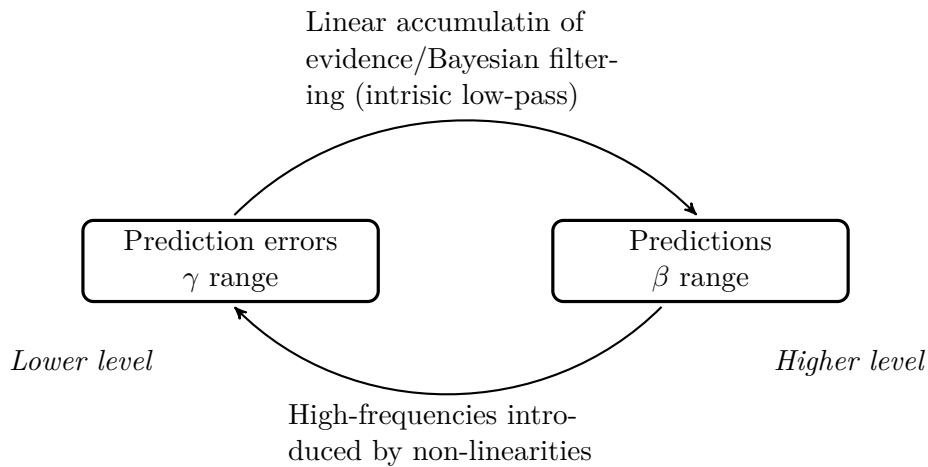 Linear accumulatin of
evidence/Bayesian filter-
ing (intrisic low-pass)
Prediction errors
γ range
Predictions
β range
Lower level
Higher level
High-frequencies intro-
duced by non-linearities